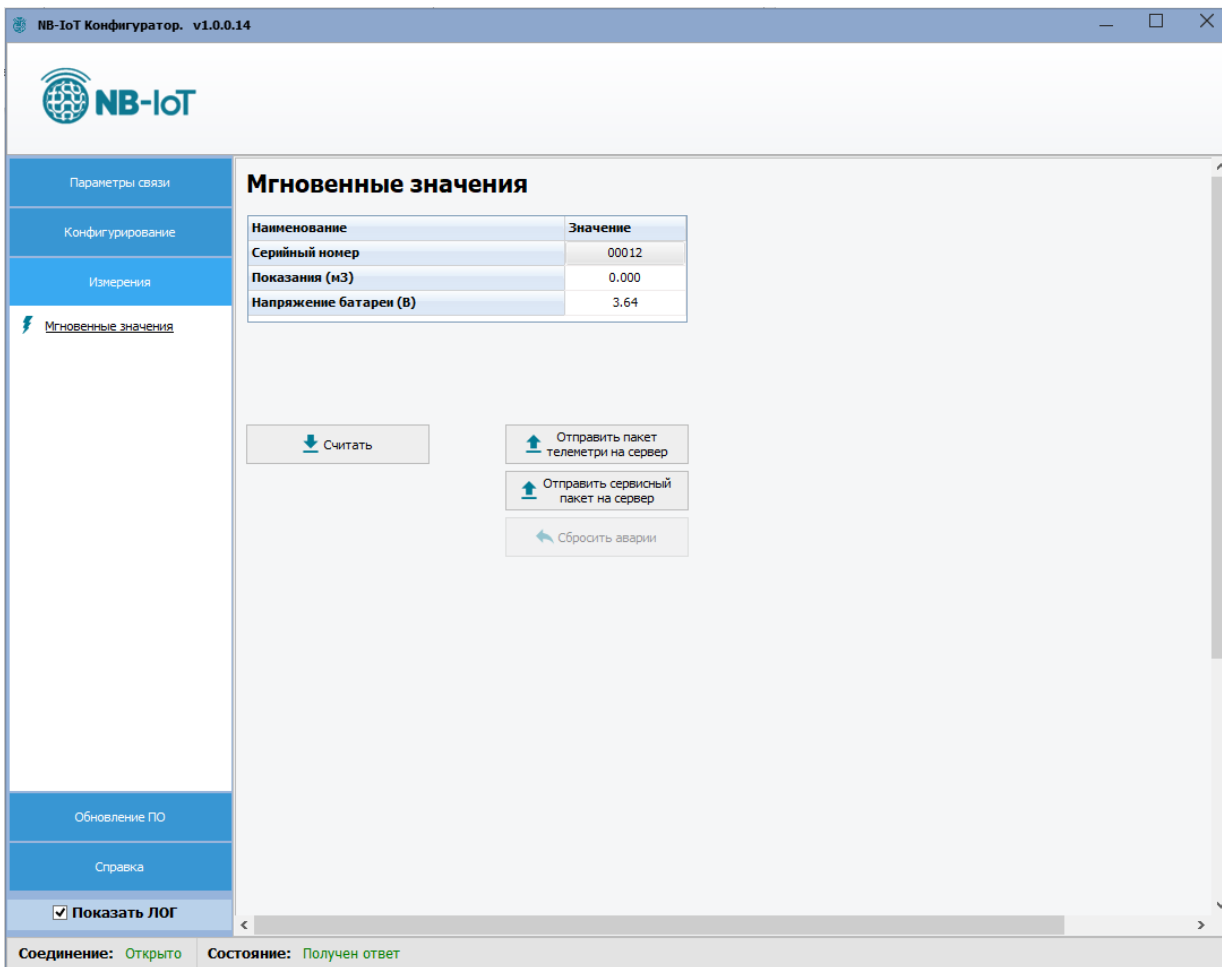 NB-IoT Конфигуратор. v1.0.0.14
NB-IoT
Параметры связи
Конфигурирование
Измерения
Мгновенные значения
Обновление ПО
Справка
Показать ЛОГ
Мгновенные значения
Наименование Значение
Серийный номер 00012
Показания (м3) 0.000
Напряжение батареи (В) 3.64
Считать
Отправить пакет
телеметри на сервер
Отправить сервисный
пакет на сервер
Сбросить аварии
Соединение: Открыто Состояние: Получен ответ